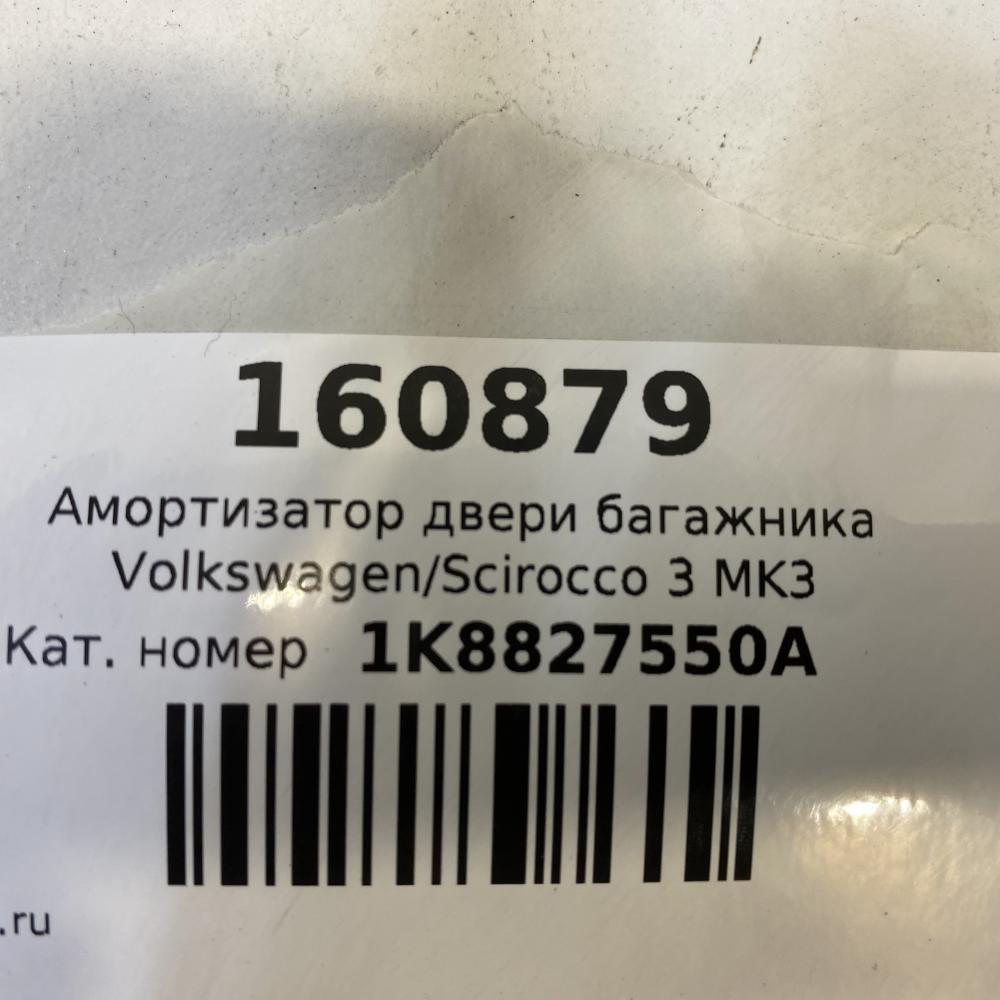 160879
Амортизатор двери багажника
Volkswagen/Scirocco 3 MK3
Кат. номер 1K8827550A
.ru